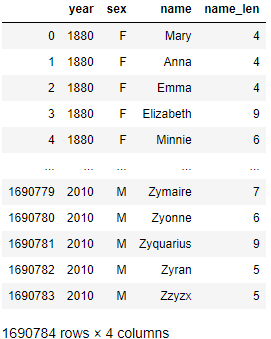 year sex name name_len
0 1880 F Mary 4
1 1880 F Anna 4
2 1880 F Emma 4
3 1880 F Elizabeth 9
4 1880 F Minnie 6
... ... ... ... ...
1690779 2010 M Zymaire 7
1690780 2010 M Zyonne 6
1690781 2010 M Zyquarius 9
1690782 2010 M Zyran 5
1690783 2010 M Zzyzx 5
1690784 rows × 4 columns